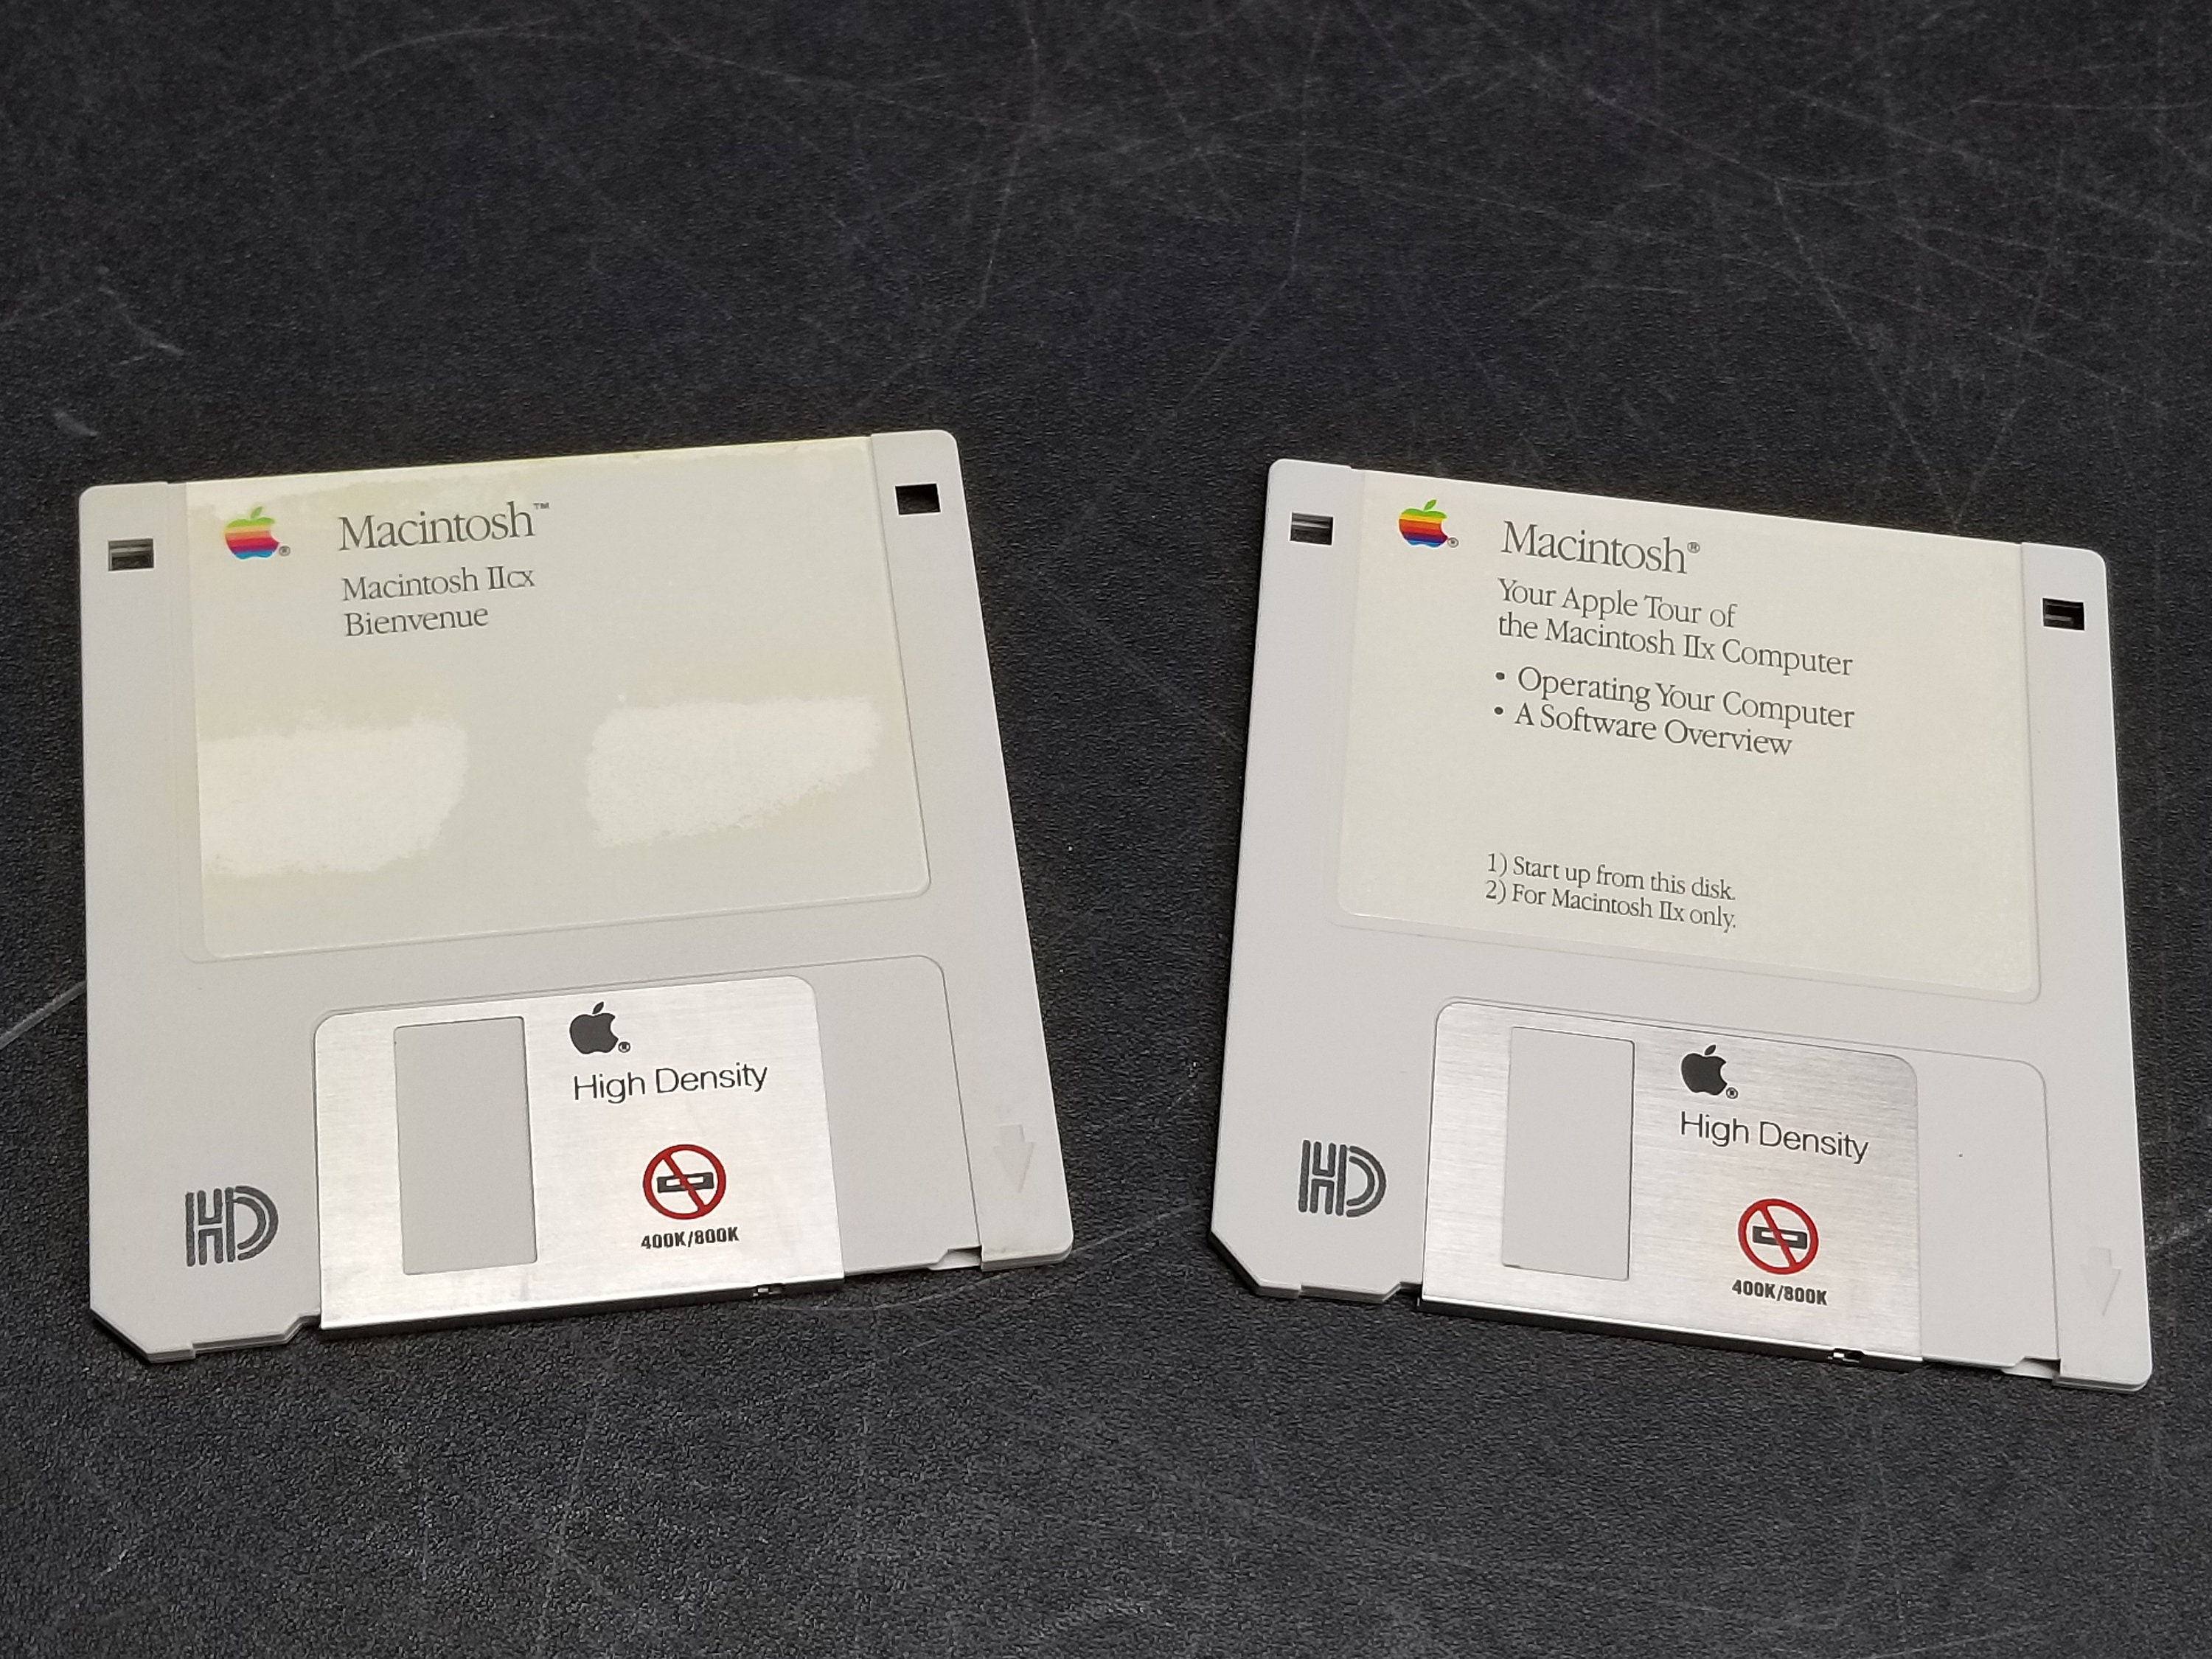 Macintosh™
Macintosh IIcx
Bienvenue
®
High Density
400K/800K
HD
Macintosh®
Your Apple Tour of
the Macintosh IIx Computer
• Operating Your Computer
• A Software Overview
1) Start up from this disk.
2) For Macintosh IIx only.
®
High Density
400K/800K
HD